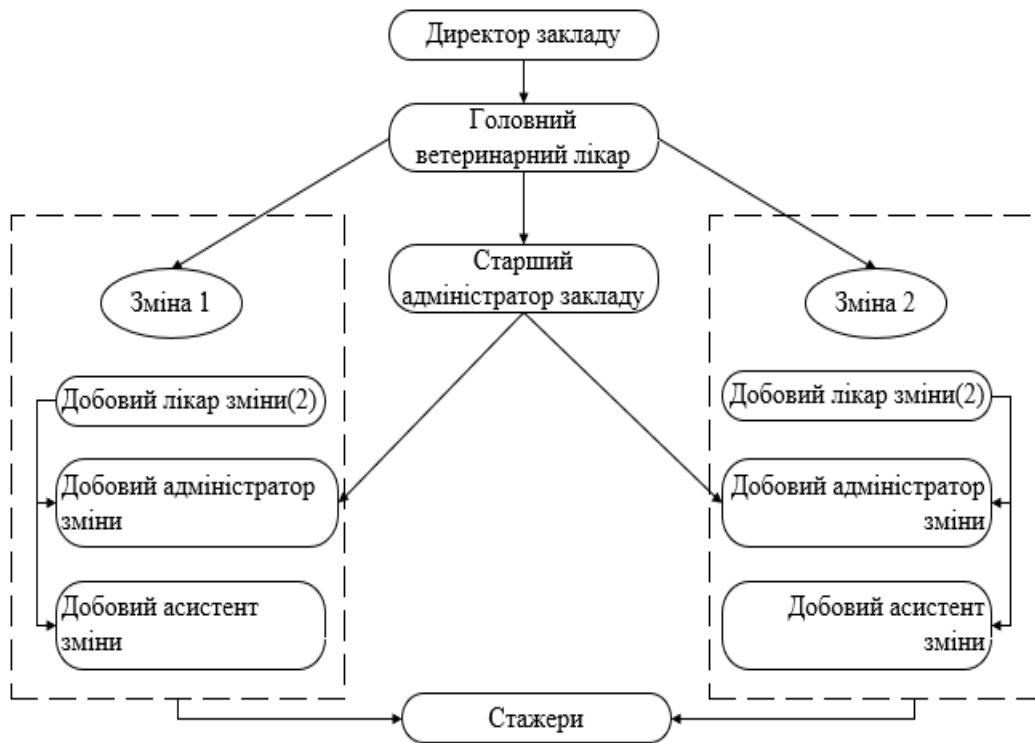 Директор закладу
Головний
ветеринарний лікар
Старший
адміністратор закладу
Зміна 1
Добовий лікар зміни(2)
Добовий адміністратор
зміни
Добовий асистент
зміни
Зміна 2
Добовий лікар зміни(2)
Добовий адміністратор
зміни
Добовий асистент
зміни
Стажери